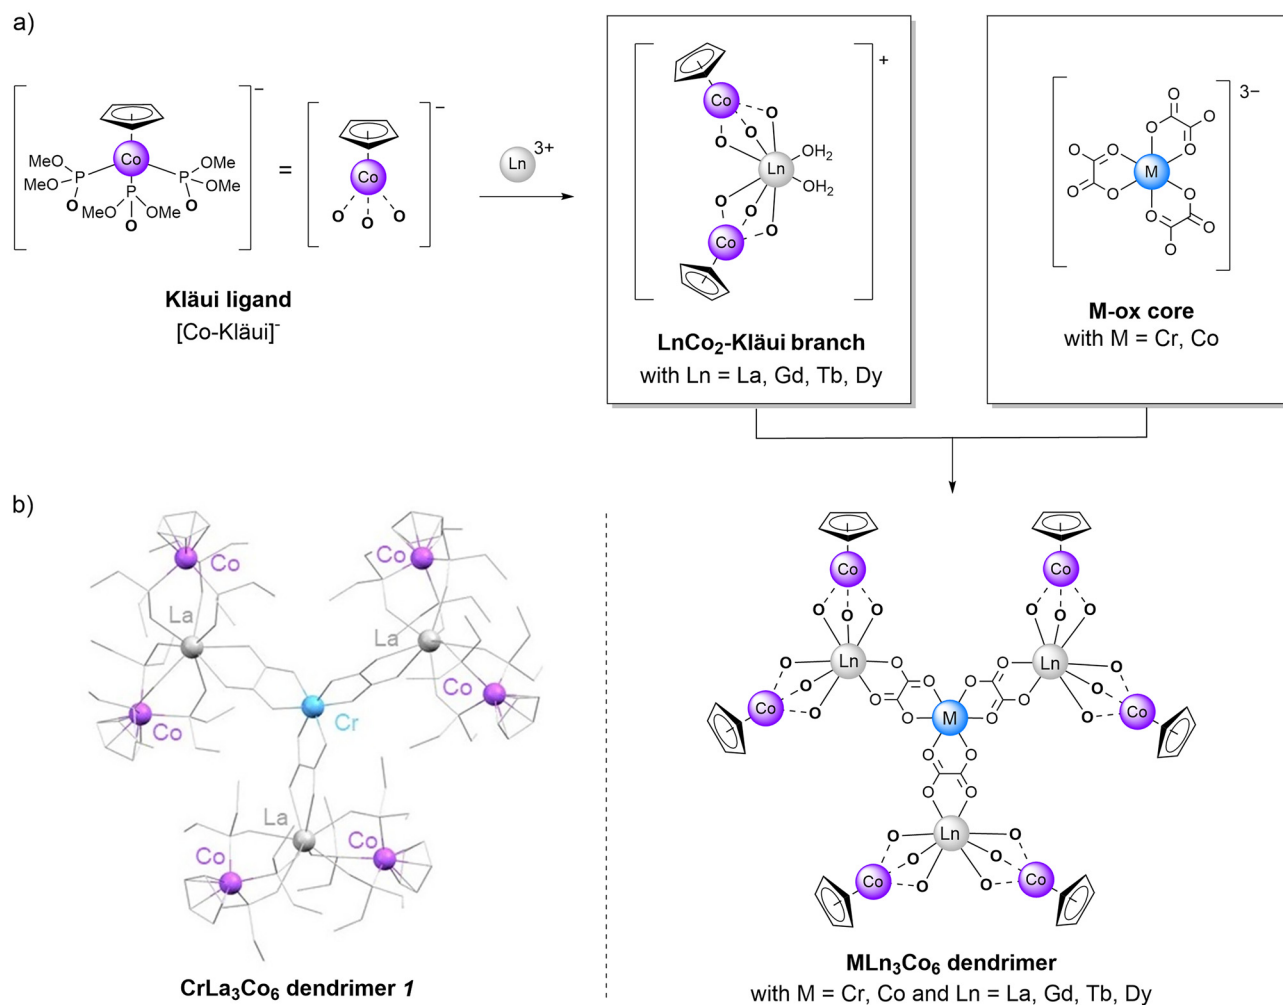 a)
−
Co
MeO
P
OMe
MeO
O
P
MeO
OMe
O
P
OMe
OMe
O
=
−
Co
O
O
O
Ln
3+
Kläui ligand
[Co-Kläui]⁻
+
Co
O
O
O
OH₂
Ln
OH₂
O
O
O
Co
LnCo₂-Kläui branch
with Ln = La, Gd, Tb, Dy
3−
O
O
O
O
O
O
M
O
O
O
O
O
O
M-ox core
with M = Cr, Co
b)
Co
Co
La
La
Co
Co
Cr
La
Co
Co
CrLa₃Co₆ dendrimer 1
Co
Co
O
O
O
O
O
O
O
Ln
O
O
O
Ln
O
O
O
O
O
O
Co
O
O
M
O
O
Co
O
O
O
O
O
Ln
O
O
O
O
O
Co
O
O
Co
MLn₃Co₆ dendrimer
with M = Cr, Co and Ln = La, Gd, Tb, Dy